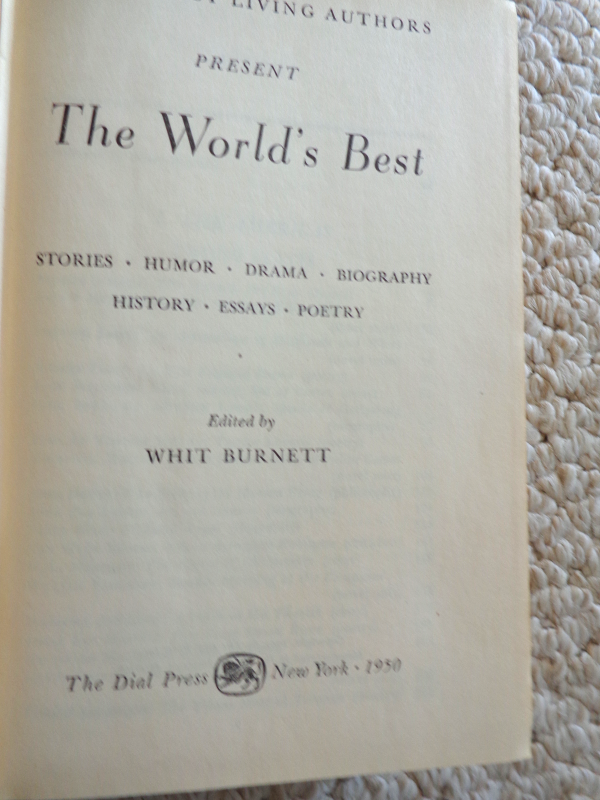 LIVING AUTHORS
PRESENT
The World's Best
STORIES · HUMOR · DRAMA · BIOGRAPHY
HISTORY · ESSAYS · POETRY
Edited by
WHIT BURNETT
The Dial Press New York · 1950